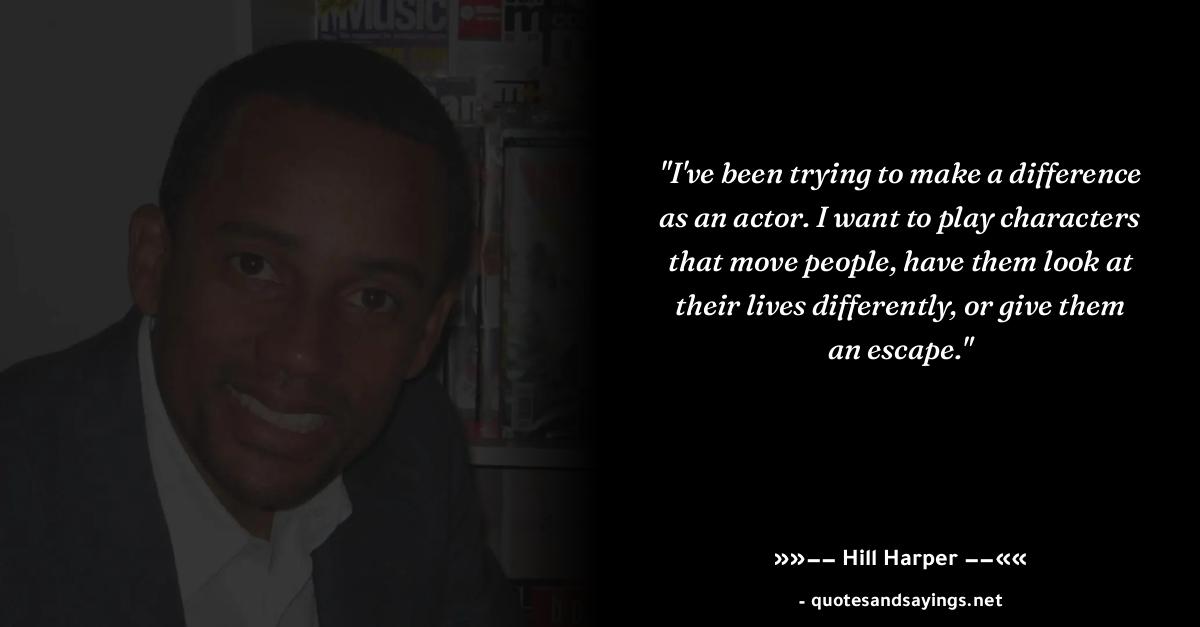 MUSIC
"I've been trying to make a difference
as an actor. I want to play characters
that move people, have them look at
their lives differently, or give them
an escape."
»»–– Hill Harper ––««
- quotesandsayings.net